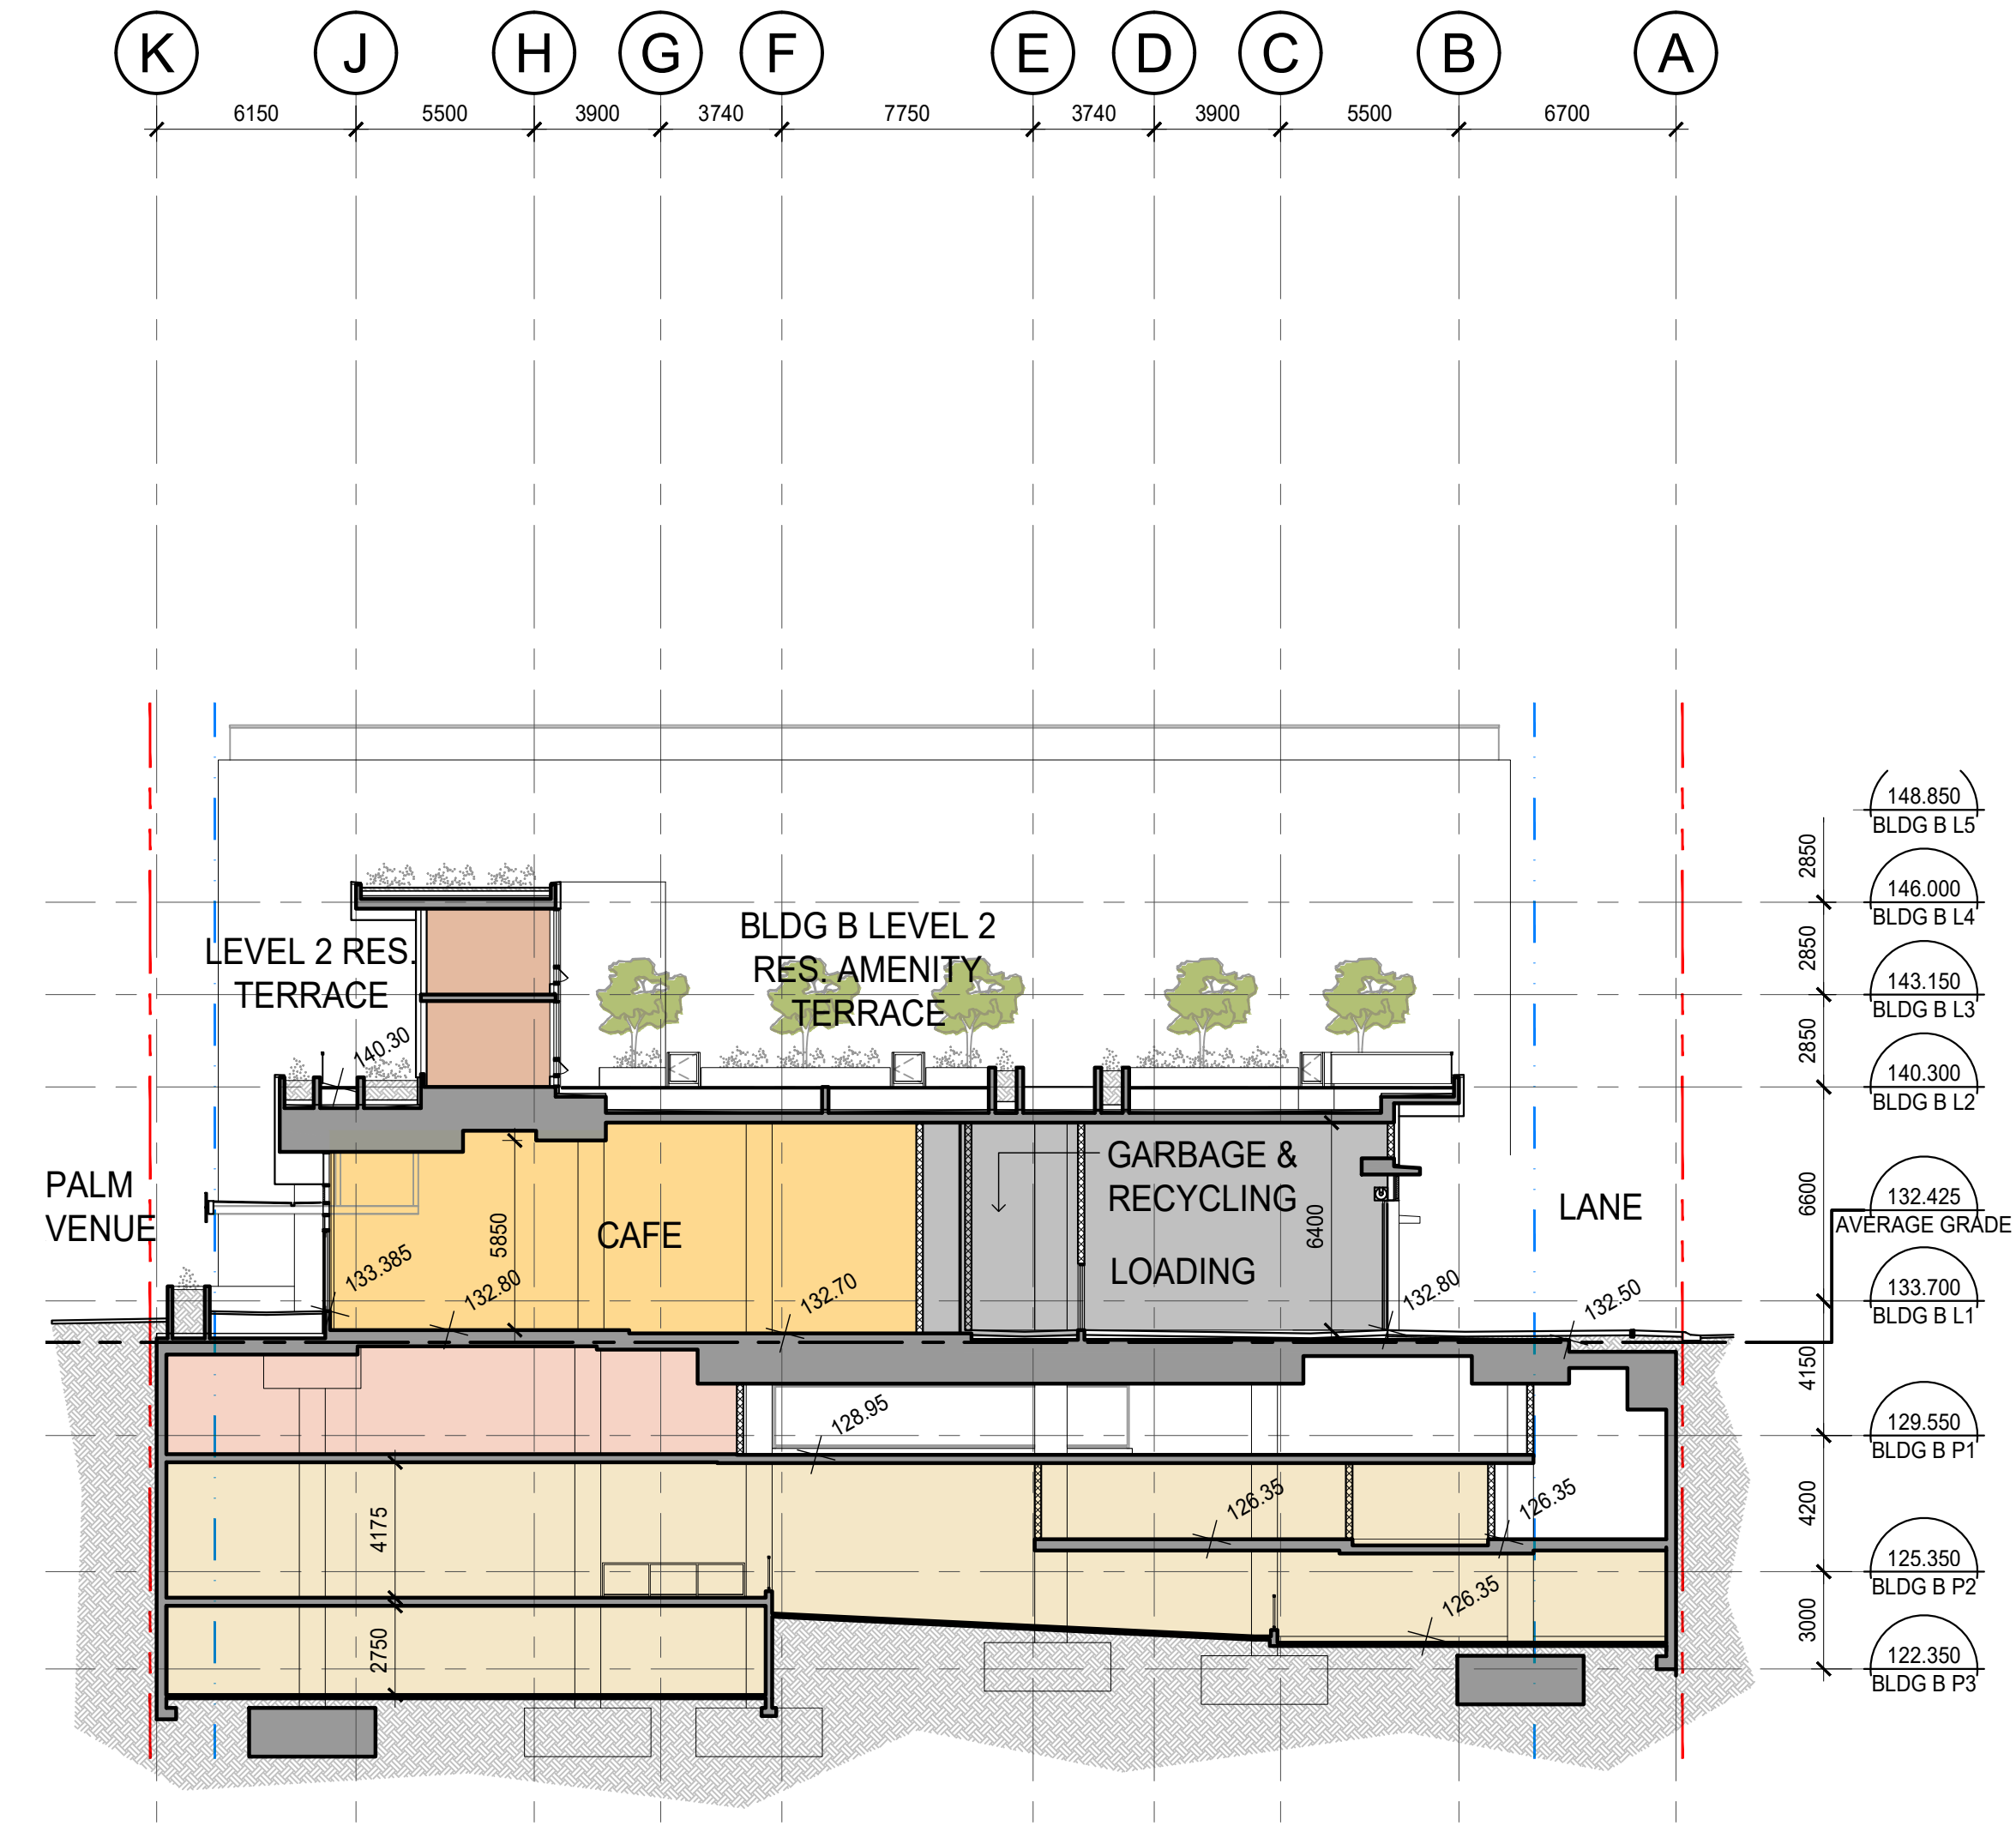 K J H G F E D C B A
6150 5500 3900 3740 7750 3740 3900 5500 6700
148.850
BLDG B L5
2850
146.000
BLDG B L4
2850
143.150
BLDG B L3
2850
140.300
BLDG B L2
6600
132.425
AVERAGE GRADE
133.700
BLDG B L1
4150
129.550
BLDG B P1
4200
125.350
BLDG B P2
3000
122.350
BLDG B P3
LEVEL 2 RES.
TERRACE
BLDG B LEVEL 2
RES. AMENITY
TERRACE
140.30
PALM
VENUE
CAFE
5850
GARBAGE &
RECYCLING
LOADING
6400
LANE
133.385
132.80
132.70
132.80
132.50
128.95
4175
126.35
126.35
126.35
2750